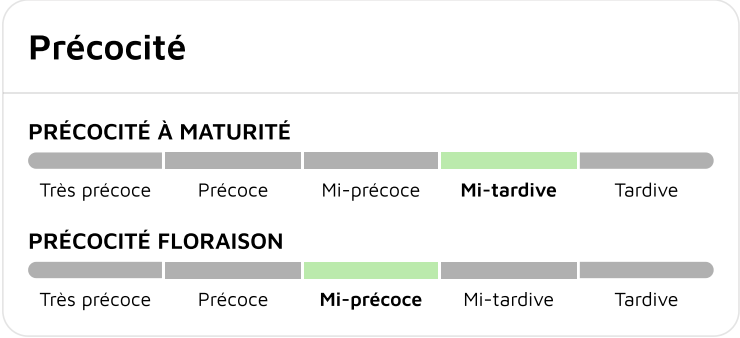 Précocité
PRÉCOCITÉ À MATURITÉ
Très précoce Précoce Mi-précoce Mi-tardive Tardive
PRÉCOCITÉ FLORAISON
Très précoce Précoce Mi-précoce Mi-tardive Tardive